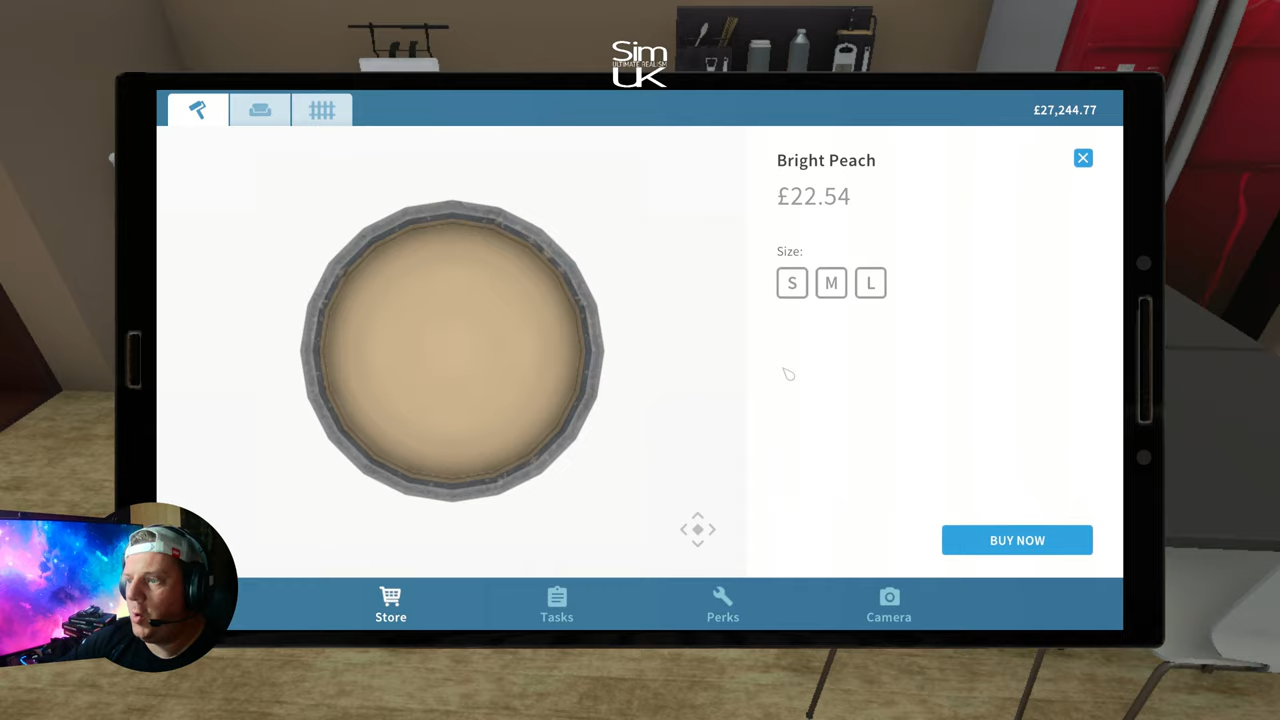 Sim
ULTIMATE REALISM
UK
£27,244.77
Bright Peach
£22.54
Size:
S M L
BUY NOW
Store
Tasks
Perks
Camera